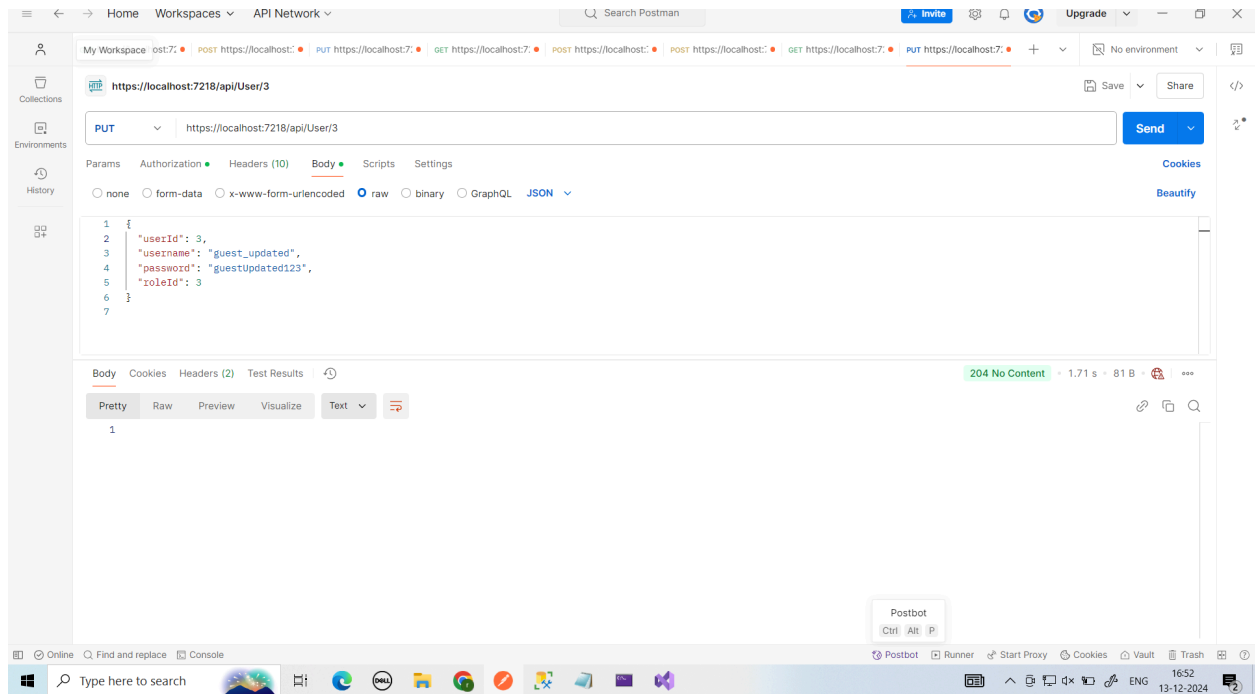 Home Workspaces API Network Search Postman Invite Upgrade
My Workspace ost:7: POST https://localhost: PUT https://localhost:7: GET https://localhost:7: POST https://localhost: POST https://localhost: GET https://localhost:7: PUT https://localhost:7: No environment
HTTP https://localhost:7218/api/User/3 Save Share
Collections
PUT https://localhost:7218/api/User/3 Send
Environments
Params Authorization Headers (10) Body Scripts Settings Cookies
History
none form-data x-www-form-urlencoded raw binary GraphQL JSON Beautify
1 {
2 "userId": 3,
3 "username": "guest_updated",
4 "password": "guestUpdated123",
5 "roleId": 3
6 }
7
Body Cookies Headers (2) Test Results 204 No Content 1.71 s 81 B
Pretty Raw Preview Visualize Text
1
Postbot
Ctrl Alt P
Online Find and replace Console Postbot Runner Start Proxy Cookies Vault Trash
Type here to search DELL ENG 16:52
13-12-2024 2